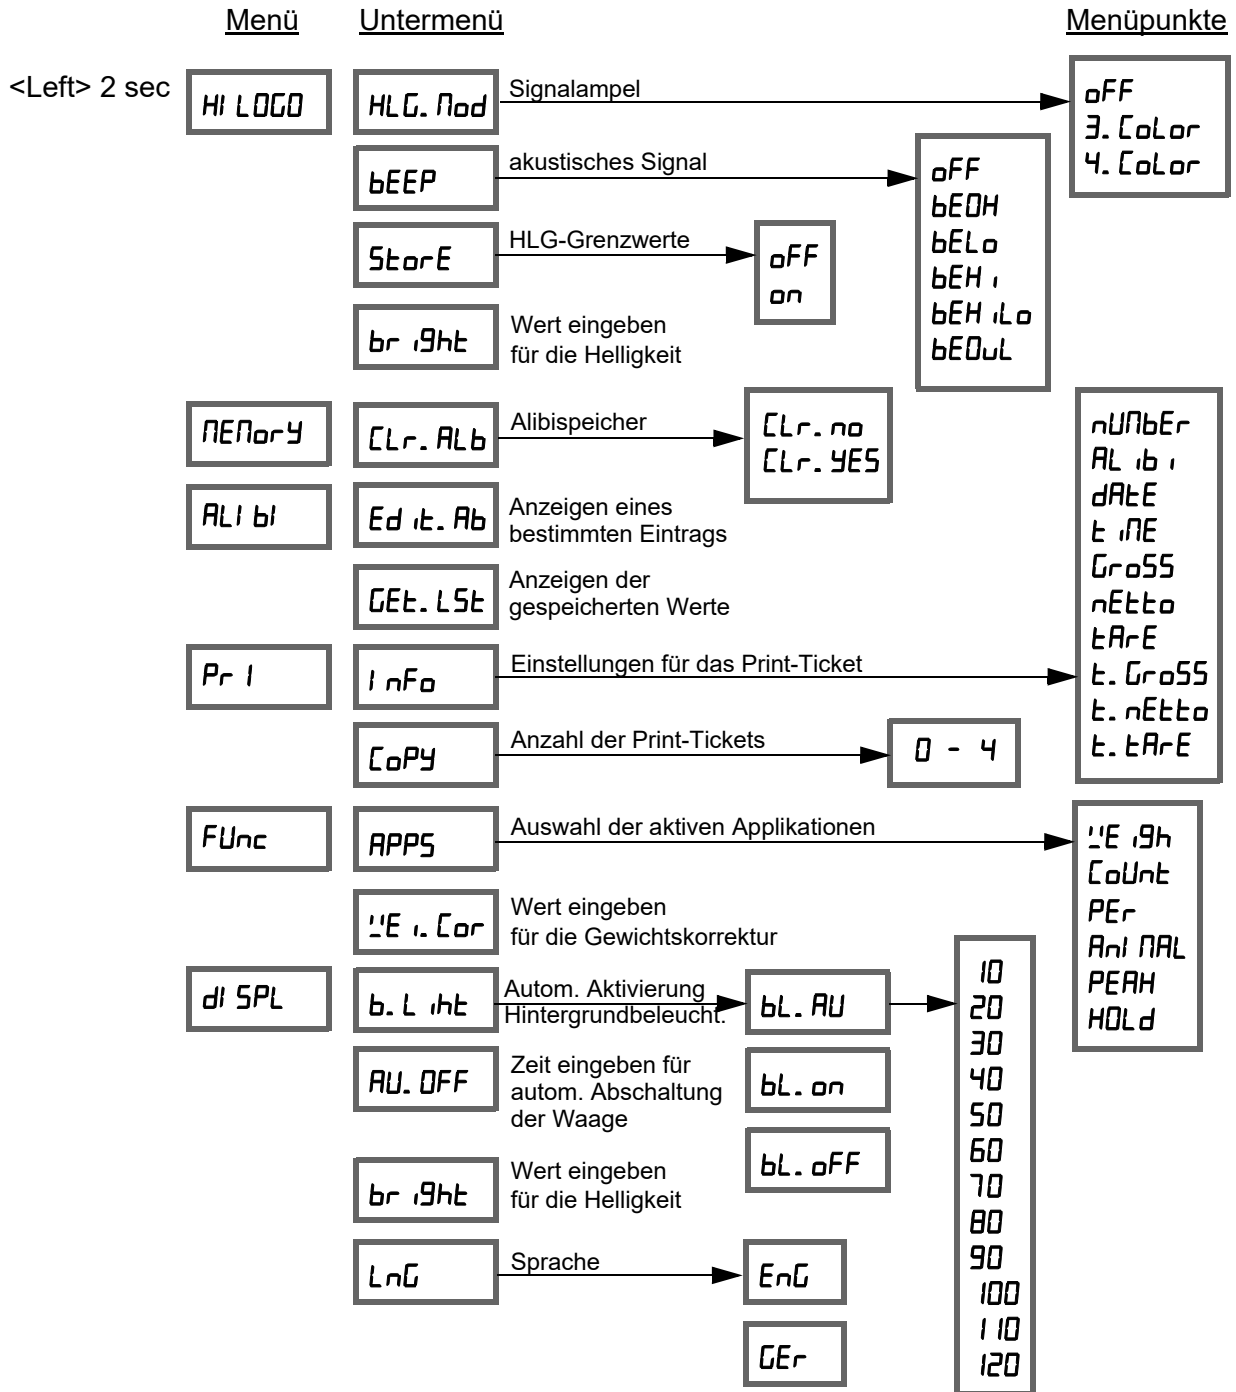 Menü Untermenü Menüpunkte
<Left> 2 sec
HI LOGO
HLG. Mod
Signalampel
oFF
3. Color
4. Color
bEEP
akustisches Signal
oFF
bEOH
bELo
bEHi
bEHiLo
bEOuL
StorE
HLG-Grenzwerte
oFF
on
bright
Wert eingeben
für die Helligkeit
MEMorY
CLr. ALb
Alibispeicher
CLr. no
CLr. YES
ALIbI
Edit. Ab
Anzeigen eines
bestimmten Eintrags
GEt. LSt
Anzeigen der
gespeicherten Werte
PrI
InFo
Einstellungen für das Print-Ticket
nUMbEr
ALibi
dAtE
tiME
GroSS
nEtto
tArE
t. GroSS
t. nEtto
t. tArE
CoPY
Anzahl der Print-Tickets
0 - 4
FUnc
APPS
Auswahl der aktiven Applikationen
WEigh
CoUnt
PEr
AnIMAL
PEAH
HOLd
WEi. Cor
Wert eingeben
für die Gewichtskorrektur
dISPL
b. Liht
Autom. Aktivierung
Hintergrundbeleucht.
bL. AU
10
20
30
40
50
60
70
80
90
100
110
120
bL. on
bL. oFF
AU. OFF
Zeit eingeben für
autom. Abschaltung
der Waage
bright
Wert eingeben
für die Helligkeit
LnG
Sprache
EnG
GEr